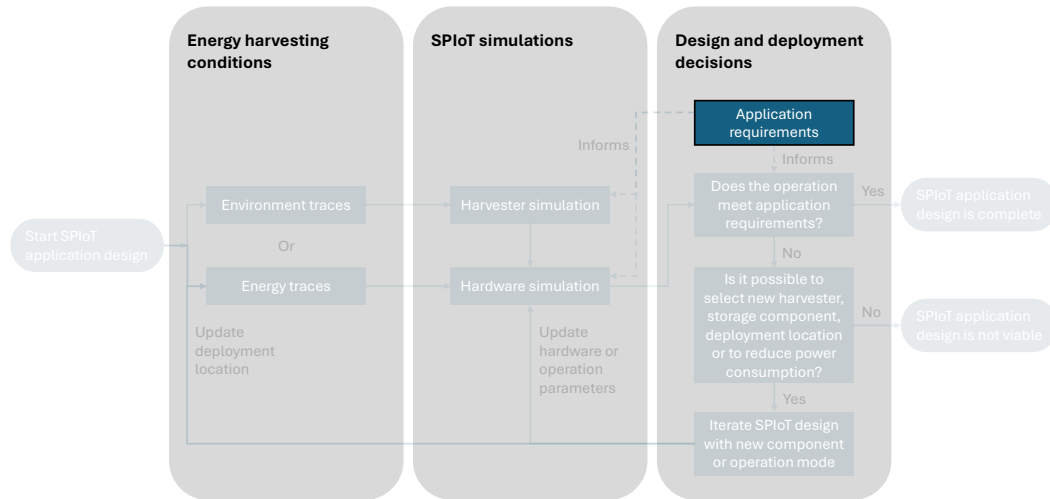 Energy harvesting
conditions
SPIoT simulations
Design and deployment
decisions
Application
requirements
Informs
Informs
Environment traces
Harvester simulation
Does the operation
meet application
requirements?
Yes
SPIoT application
design is complete
Start SPIoT
application design
Or
No
Energy traces
Hardware simulation
Is it possible to
select new harvester,
storage component,
deployment location
or to reduce power
consumption?
No
SPIoT application
design is not viable
Update
deployment
location
Update
hardware or
operation
parameters
Yes
Iterate SPIoT design
with new component
or operation mode